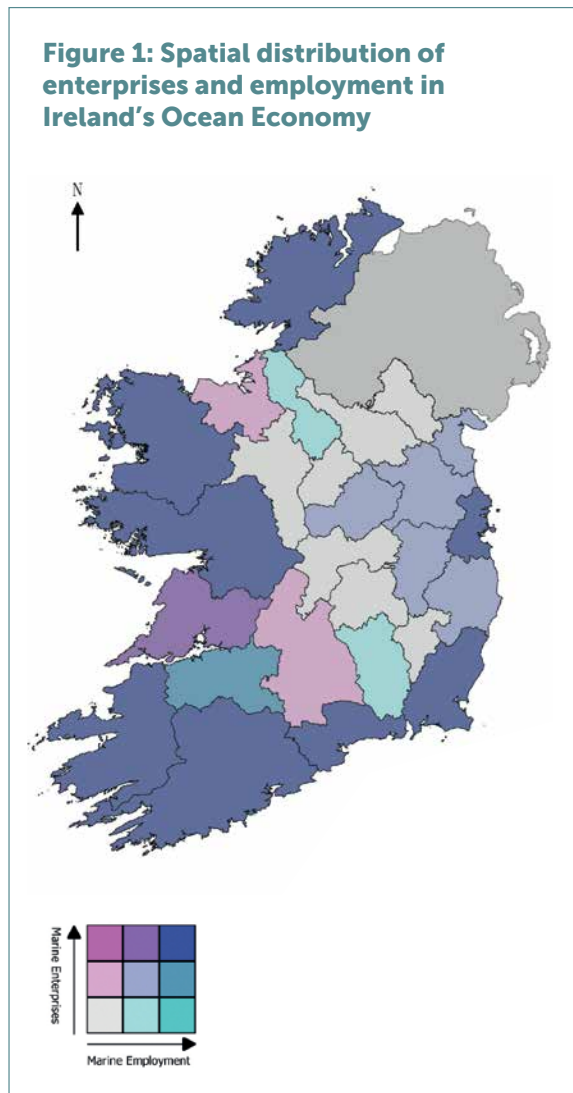 Figure 1: Spatial distribution of
enterprises and employment in
Ireland’s Ocean Economy
N
Marine Enterprises
Marine Employment